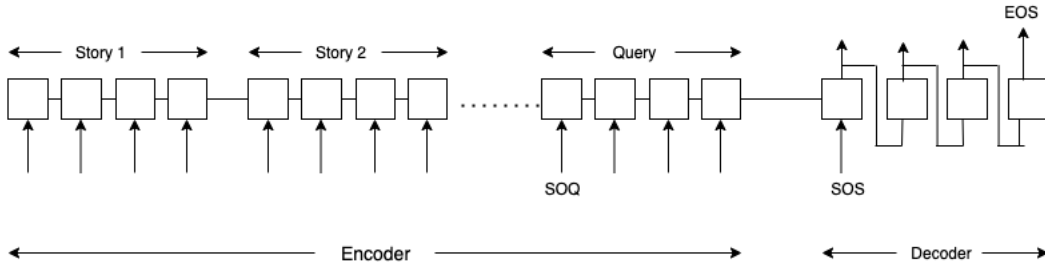 EOS
Story 1
Story 2
Query
SOQ
SOS
Encoder
Decoder